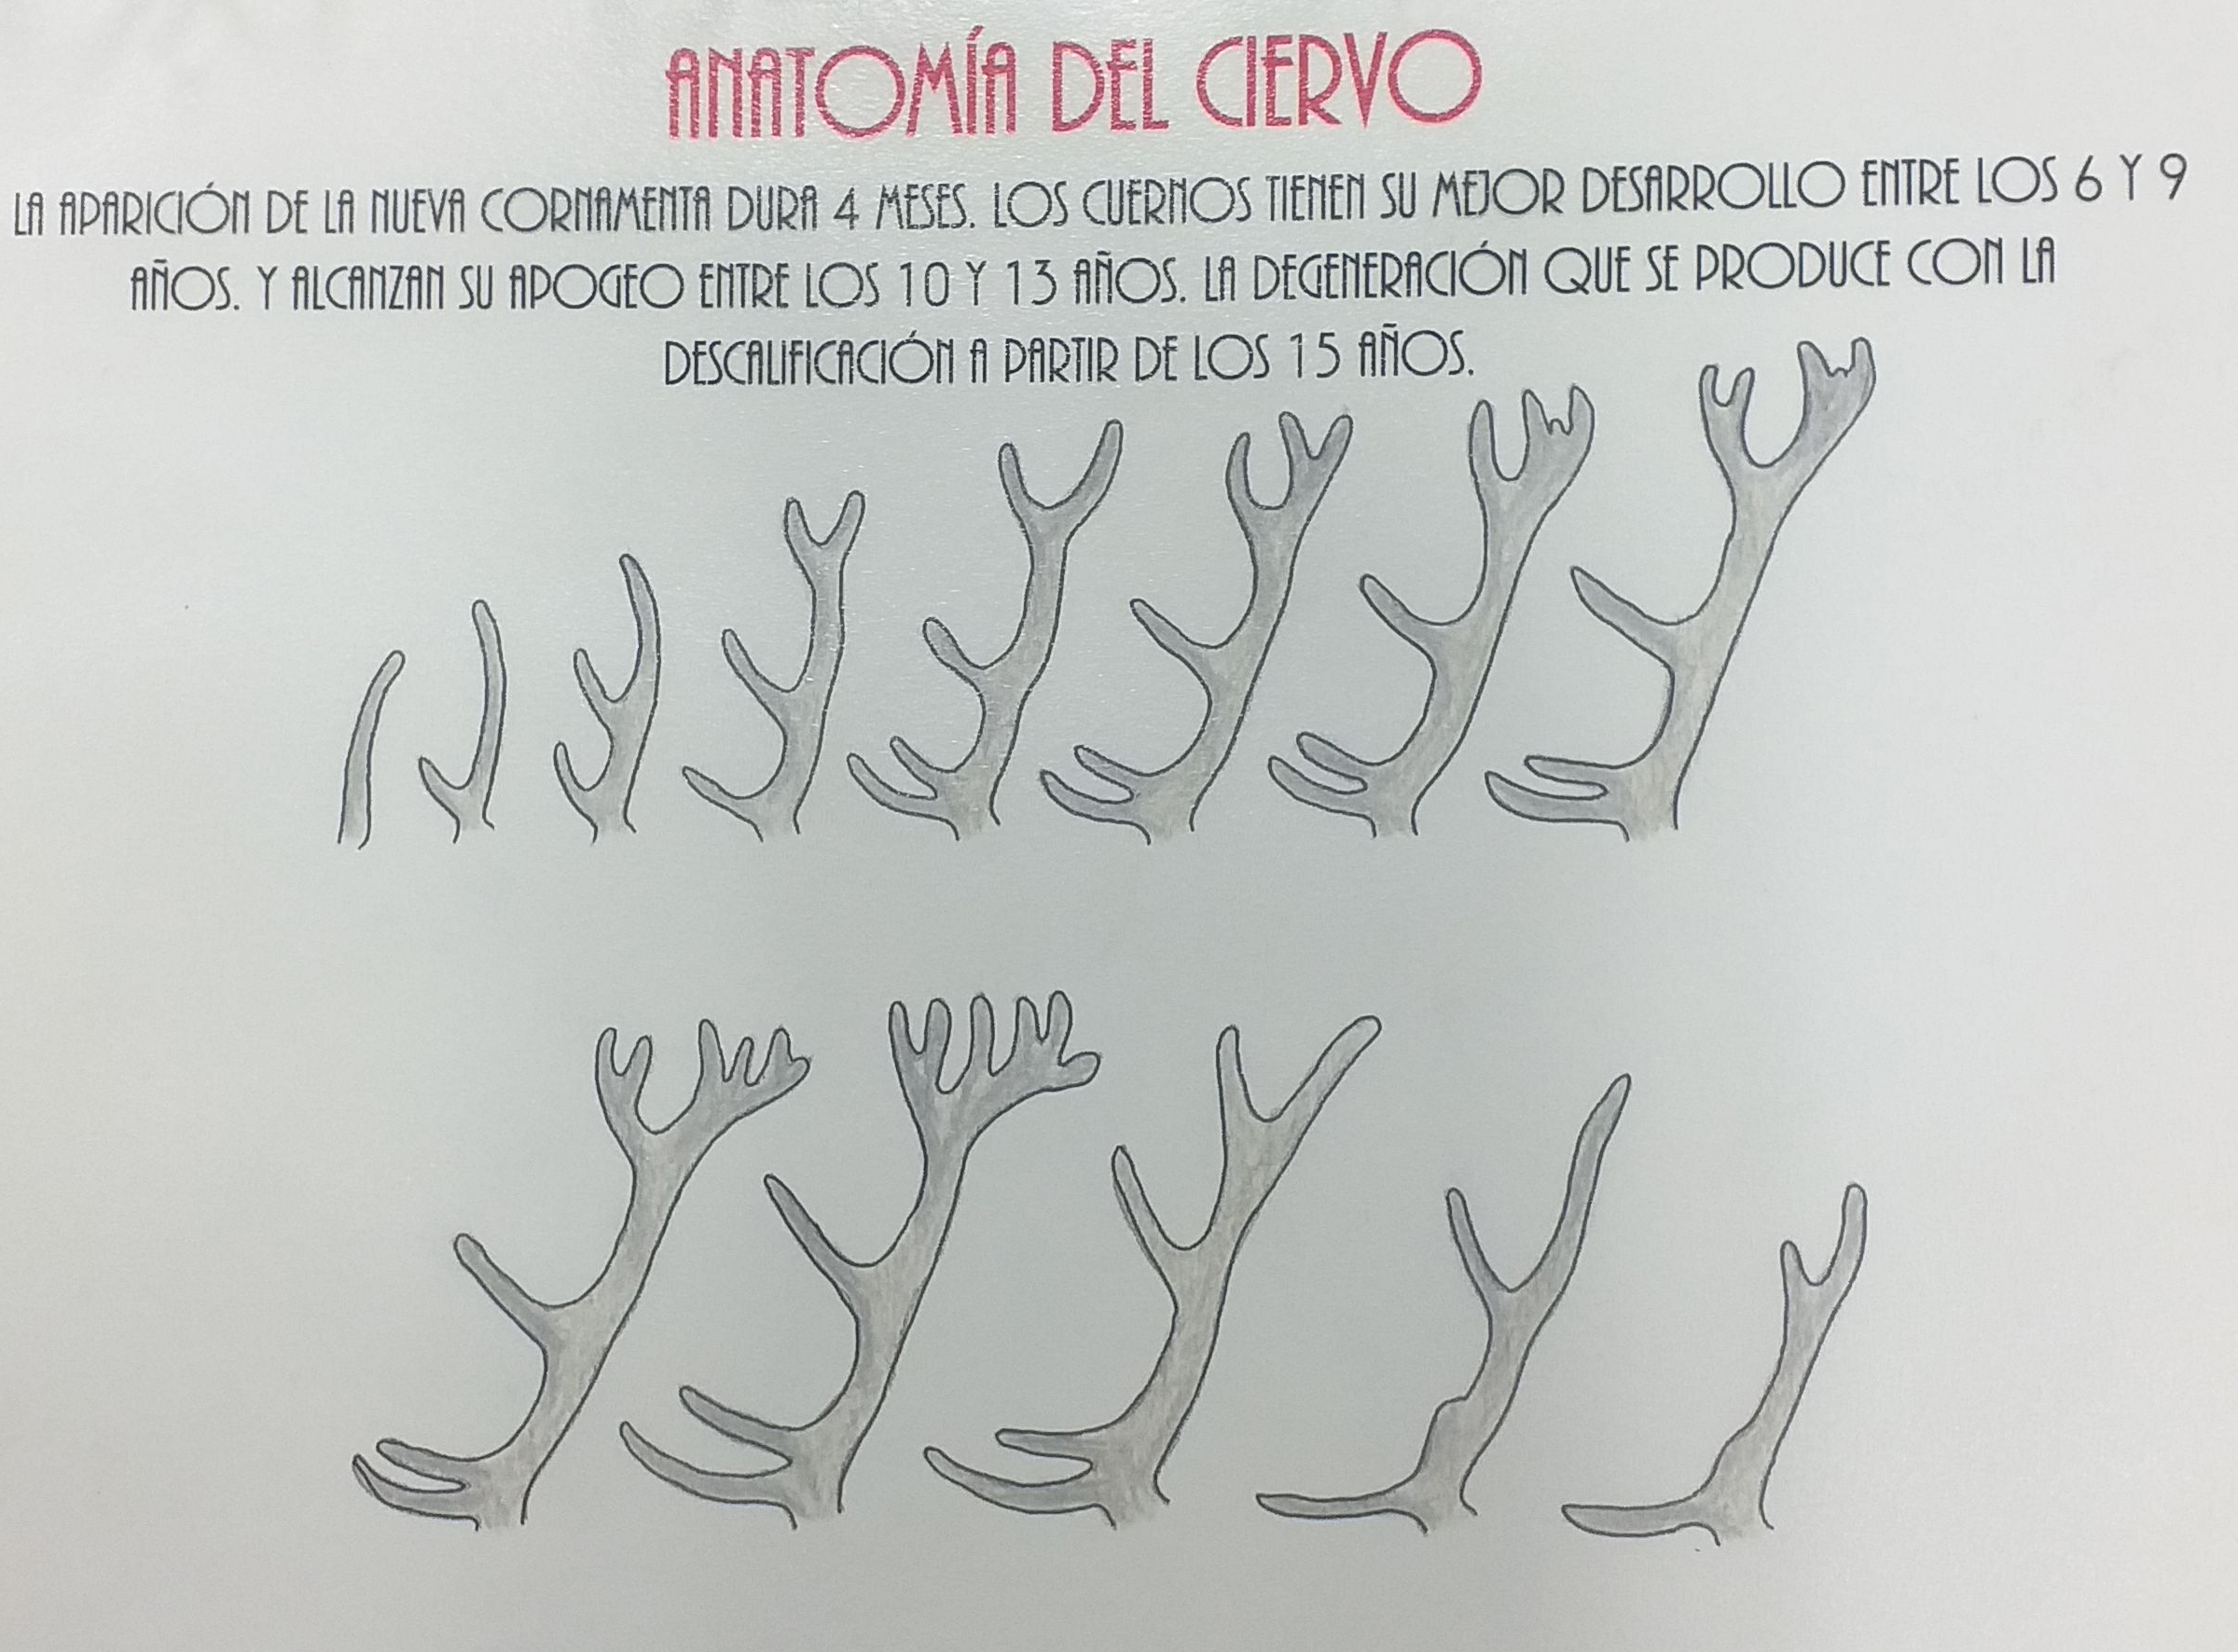 ANATOMÍA DEL CIERVO
LA APARICIÓN DE LA NUEVA CORNAMENTA DURA 4 MESES. LOS CUERNOS TIENEN SU MEJOR DESARROLLO ENTRE LOS 6 Y 9
AÑOS. Y ALCANZAN SU APOGEO ENTRE LOS 10 Y 13 AÑOS. LA DEGENERACIÓN QUE SE PRODUCE CON LA
DESCALIFICACIÓN A PARTIR DE LOS 15 AÑOS.